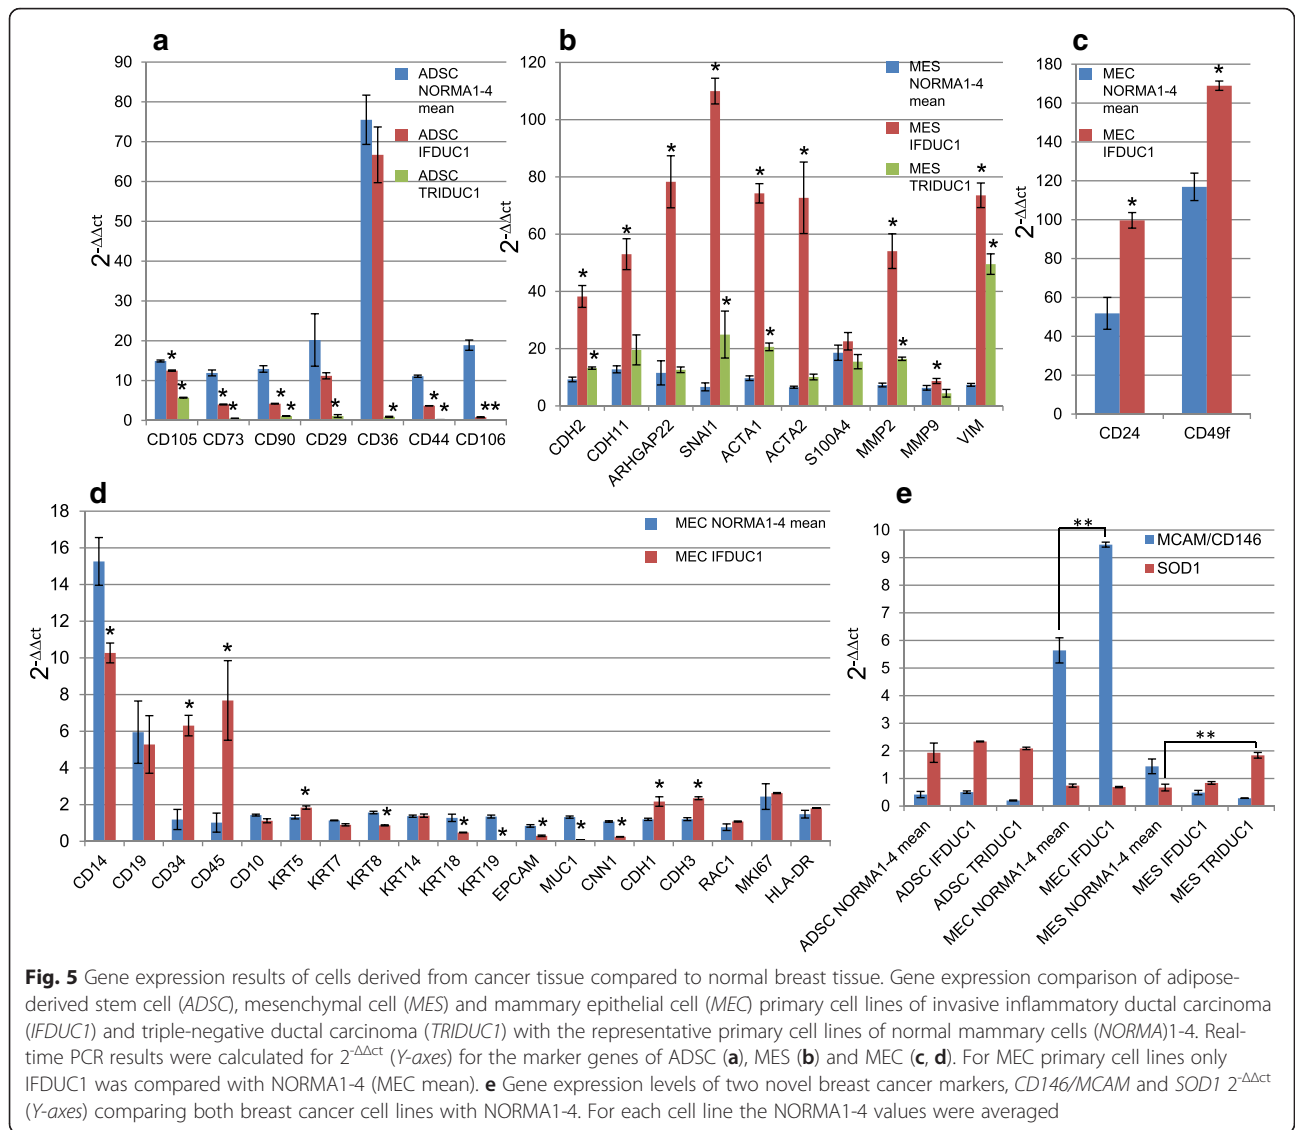 a
90
80
70
60
50
40
30
20
10
0
2-ΔΔct
ADSC
NORMA1-4
mean
ADSC
IFDUC1
ADSC
TRIDUC1
* * * * * * * * * * **
CD105 CD73 CD90 CD29 CD36 CD44 CD106
b
120
100
80
60
40
20
0
2-ΔΔct
MES
NORMA1-4
mean
MES
IFDUC1
MES
TRIDUC1
* * * * * * * * * * * * * *
CDH2 CDH11 ARHGAP22 SNAI1 ACTA1 ACTA2 S100A4 MMP2 MMP9 VIM
c
180
160
140
120
100
80
60
40
20
0
2-ΔΔct
MEC
NORMA1-4
mean
MEC
IFDUC1
* *
CD24 CD49f
d
18
16
14
12
10
8
6
4
2
0
2-ΔΔct
MEC NORMA1-4 mean
MEC IFDUC1
* * * * * * * * * * * *
CD14 CD19 CD34 CD45 CD10 KRT5 KRT7 KRT8 KRT14 KRT18 KRT19 EPCAM MUC1 CNN1 CDH1 CDH3 RAC1 MKI67 HLA-DR
e
10
9
8
7
6
5
4
3
2
1
0
2-ΔΔct
MCAM/CD146
SOD1
**
**
ADSC NORMA1-4 mean
ADSC IFDUC1
ADSC TRIDUC1
MEC NORMA1-4 mean
MEC IFDUC1
MES NORMA1-4 mean
MES IFDUC1
MES TRIDUC1
Fig. 5 Gene expression results of cells derived from cancer tissue compared to normal breast tissue. Gene expression comparison of adipose-
derived stem cell (ADSC), mesenchymal cell (MES) and mammary epithelial cell (MEC) primary cell lines of invasive inflammatory ductal carcinoma
(IFDUC1) and triple-negative ductal carcinoma (TRIDUC1) with the representative primary cell lines of normal mammary cells (NORMA)1-4. Real-
time PCR results were calculated for 2-ΔΔct (Y-axes) for the marker genes of ADSC (a), MES (b) and MEC (c, d). For MEC primary cell lines only
IFDUC1 was compared with NORMA1-4 (MEC mean). e Gene expression levels of two novel breast cancer markers, CD146/MCAM and SOD1 2-ΔΔct
(Y-axes) comparing both breast cancer cell lines with NORMA1-4. For each cell line the NORMA1-4 values were averaged